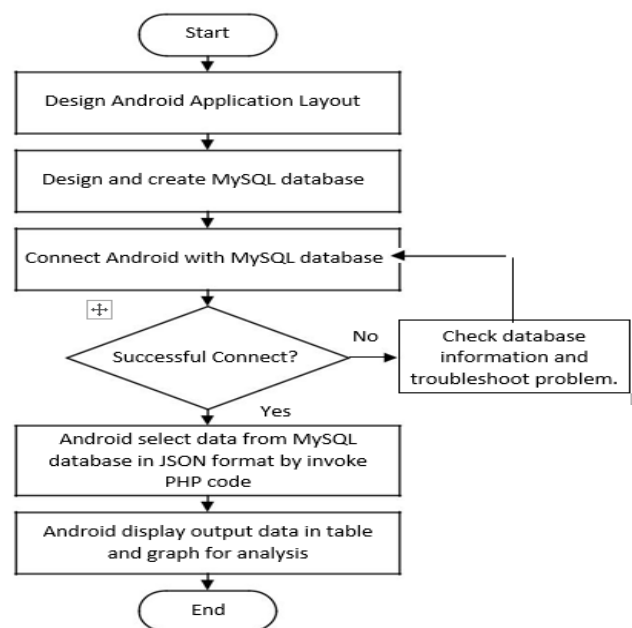 Start
Design Android Application Layout
Design and create MySQL database
Connect Android with MySQL database
Successful Connect?
No
Check database
information and
troubleshoot problem.
Yes
Android select data from MySQL
database in JSON format by invoke
PHP code
Android display output data in table
and graph for analysis
End